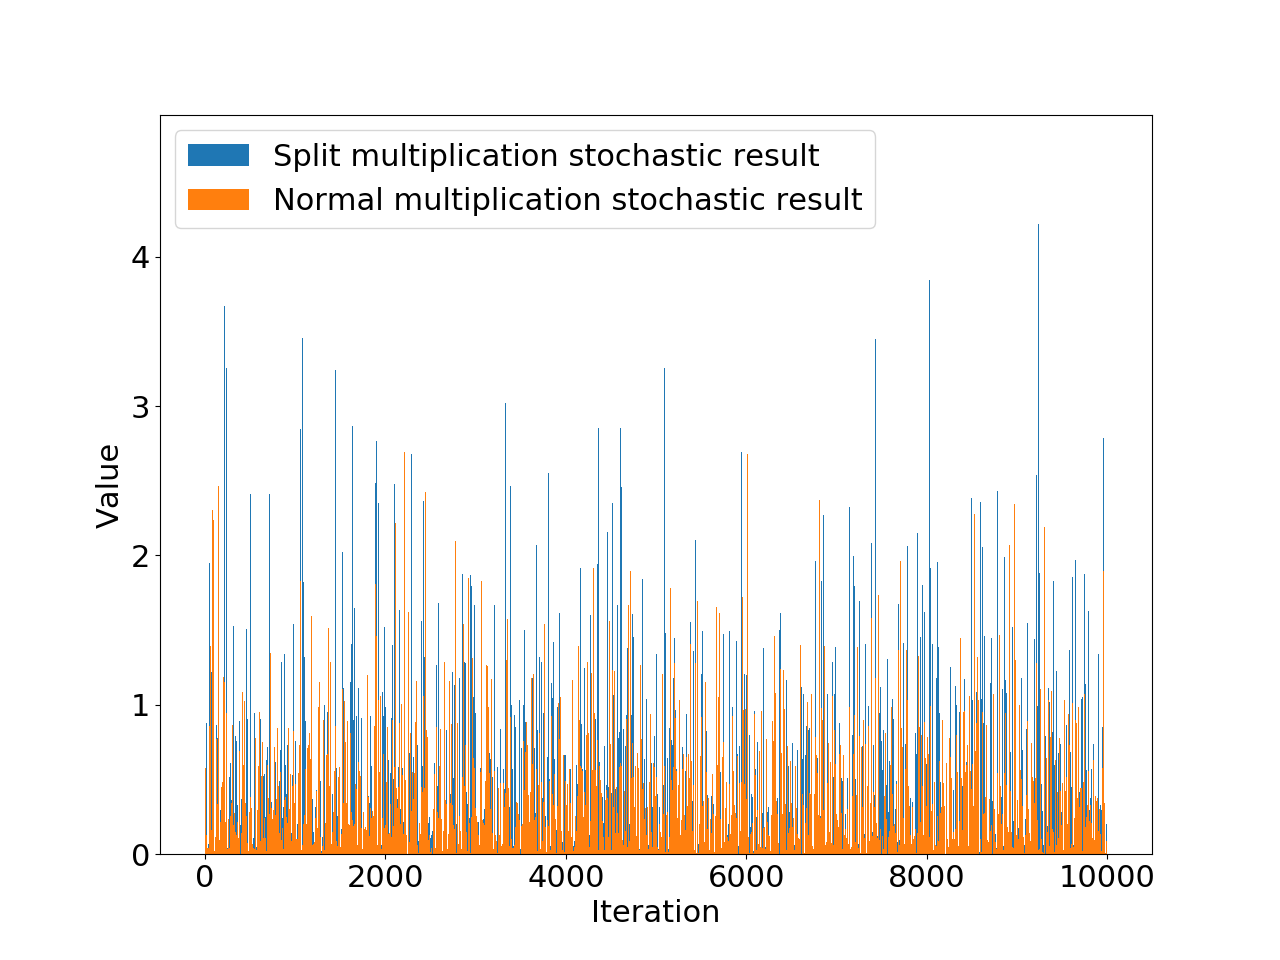 Split multiplication stochastic result
Normal multiplication stochastic result
4
3
2
1
0
Value
0 2000 4000 6000 8000 10000
Iteration